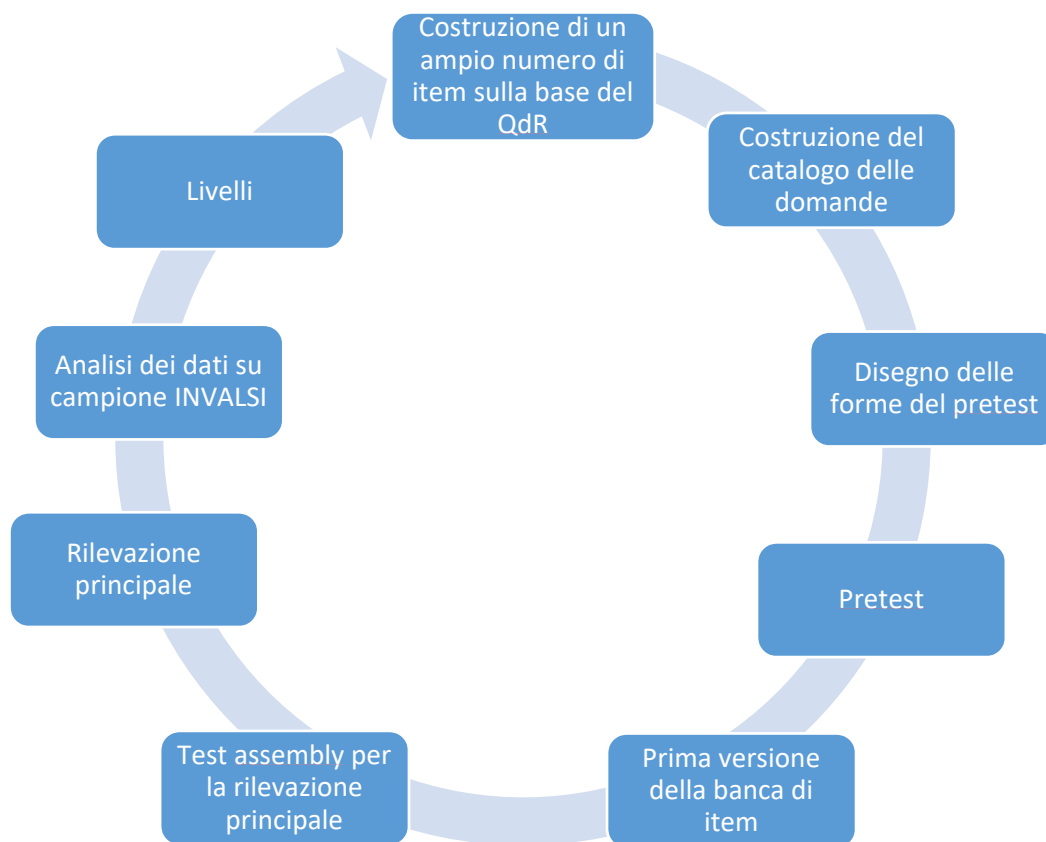 Costruzione di un
ampio numero di
item sulla base del
QdR
Costruzione del
catalogo delle
domande
Disegno delle
forme del pretest
Pretest
Prima versione
della banca di
item
Test assembly per
la rilevazione
principale
Rilevazione
principale
Analisi dei dati su
campione INVALSI
Livelli